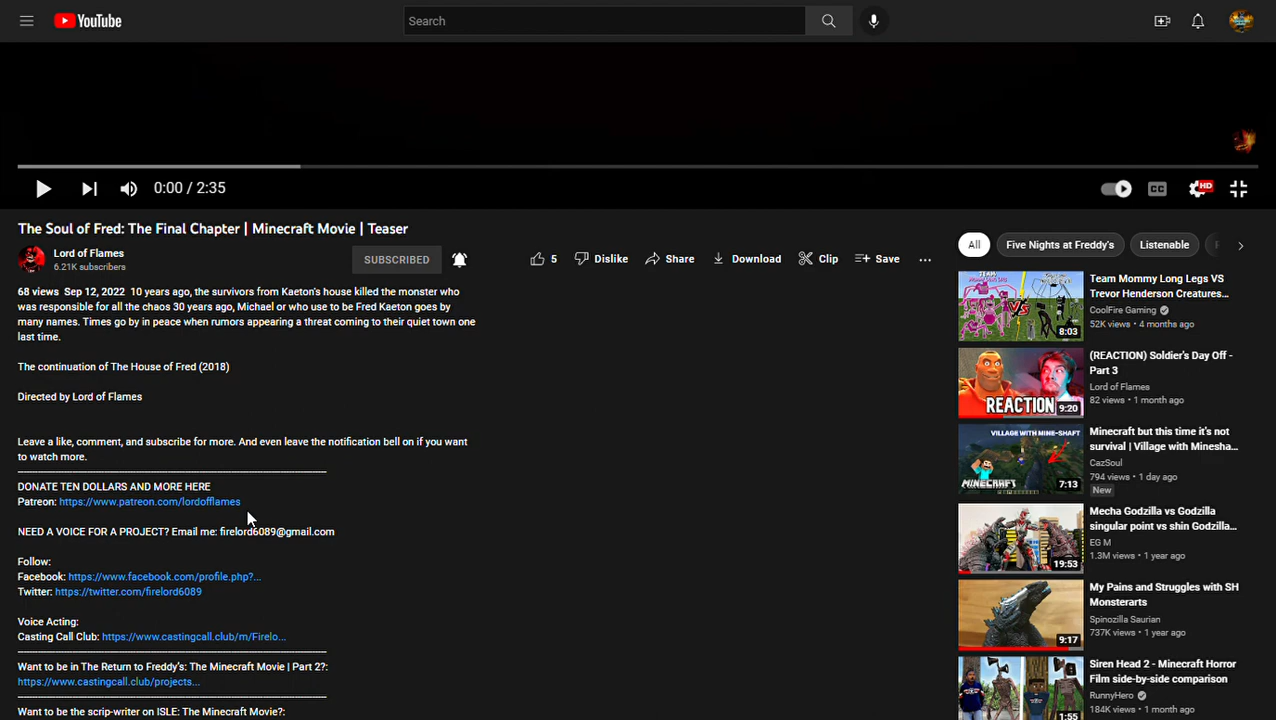 YouTube
Search
0:00 / 2:35
CC
HD
The Soul of Fred: The Final Chapter | Minecraft Movie | Teaser
Lord of Flames
6.21K subscribers
SUBSCRIBED
5
Dislike
Share
Download
Clip
Save
68 views Sep 12, 2022 10 years ago, the survivors from Kaeton's house killed the monster who
was responsible for all the chaos 30 years ago, Michael or who use to be Fred Kaeton goes by
many names. Times go by in peace when rumors appearing a threat coming to their quiet town one
last time.
The continuation of The House of Fred (2018)
Directed by Lord of Flames
Leave a like, comment, and subscribe for more. And even leave the notification bell on if you want
to watch more.
DONATE TEN DOLLARS AND MORE HERE
Patreon: https://www.patreon.com/lordofflames
NEED A VOICE FOR A PROJECT? Email me: firelord6089@gmail.com
Follow:
Facebook: https://www.facebook.com/profile.php?...
Twitter: https://twitter.com/firelord6089
Voice Acting:
Casting Call Club: https://www.castingcall.club/m/Firelo...
Want to be in The Return to Freddy's: The Minecraft Movie | Part 2?:
https://www.castingcall.club/projects...
Want to be the scrip-writer on ISLE: The Minecraft Movie?:
All
Five Nights at Freddy's
Listenable
VS
8:03
Team Mommy Long Legs VS
Trevor Henderson Creatures...
CoolFire Gaming
52K views • 4 months ago
REACTION
9:20
(REACTION) Soldier's Day Off -
Part 3
Lord of Flames
82 views • 1 month ago
VILLAGE WITH MINE-SHAFT
MINECRAFT
7:13
Minecraft but this time it's not
survival | Village with Minesha...
CazSoul
794 views • 1 day ago
New
19:53
Mecha Godzilla vs Godzilla
singular point vs shin Godzilla...
EG M
1.3M views • 1 year ago
9:17
My Pains and Struggles with SH
Monsterarts
Spinozilla Saurian
737K views • 1 year ago
1:55
Siren Head 2 - Minecraft Horror
Film side-by-side comparison
RunnyHero
184K views • 1 month ago